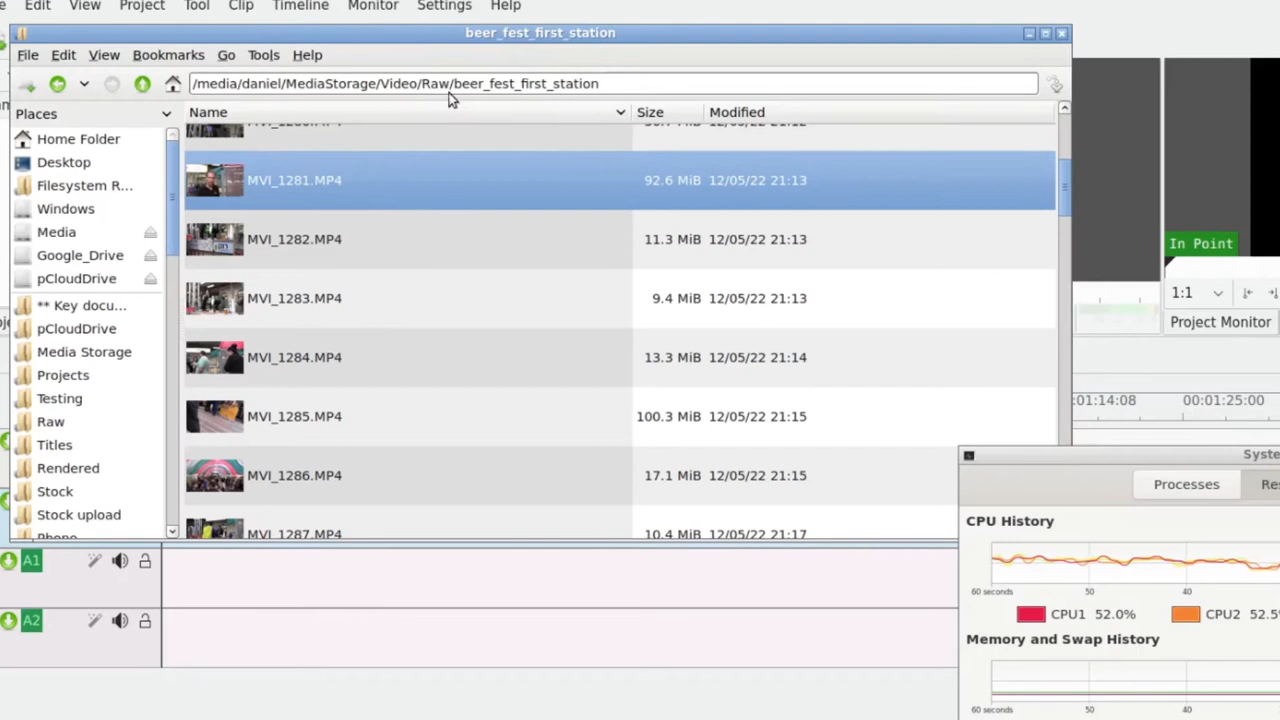 Edit View Project Tool Clip Timeline Monitor Settings Help
beer_fest_first_station
File Edit View Bookmarks Go Tools Help
/media/daniel/MediaStorage/Video/Raw/beer_fest_first_station
Places
Name Size Modified
Home Folder
Desktop
Filesystem R...
Windows
Media
Google_Drive
pCloudDrive
** Key docu...
pCloudDrive
Media Storage
Projects
Testing
Raw
Titles
Rendered
Stock
Stock upload
MVI_1281.MP4 92.6 MiB 12/05/22 21:13
MVI_1282.MP4 11.3 MiB 12/05/22 21:13
MVI_1283.MP4 9.4 MiB 12/05/22 21:13
MVI_1284.MP4 13.3 MiB 12/05/22 21:14
MVI_1285.MP4 100.3 MiB 12/05/22 21:15
MVI_1286.MP4 17.1 MiB 12/05/22 21:15
MVI_1287.MP4 10.4 MiB 12/05/22 21:17
In Point
1:1
Project Monitor
:01:14:08 00:01:25:00
Syste
Processes Res
CPU History
60 seconds 50 40
CPU1 52.0% CPU2 52.5%
Memory and Swap History
60 seconds 50 40
A1
A2